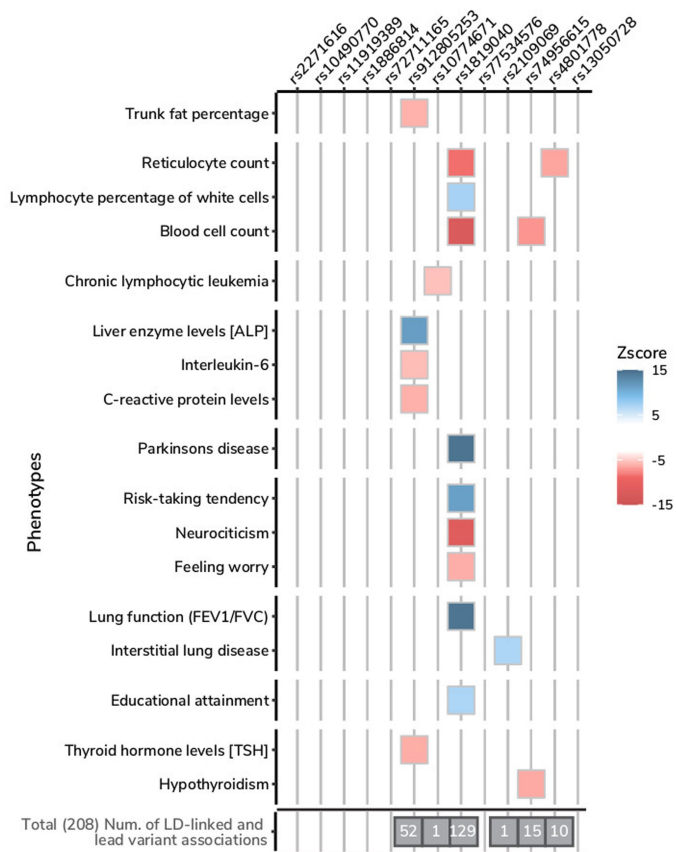 rs2271616
rs10490770
rs11919389
rs1886814
rs72711165
rs912805253
rs10774671
rs1819040
rs77534576
rs2109069
rs74956615
rs4801778
rs13050728
Trunk fat percentage
Reticulocyte count
Lymphocyte percentage of white cells
Blood cell count
Chronic lymphocytic leukemia
Liver enzyme levels [ALP]
Interleukin-6
C-reactive protein levels
Parkinsons disease
Risk-taking tendency
Neurociticism
Feeling worry
Lung function (FEV1/FVC)
Interstitial lung disease
Educational attainment
Thyroid hormone levels [TSH]
Hypothyroidism
Total (208) Num. of LD-linked and
lead variant associations
52 1 129 1 15 10
Phenotypes
Zscore
15
5
-5
-15